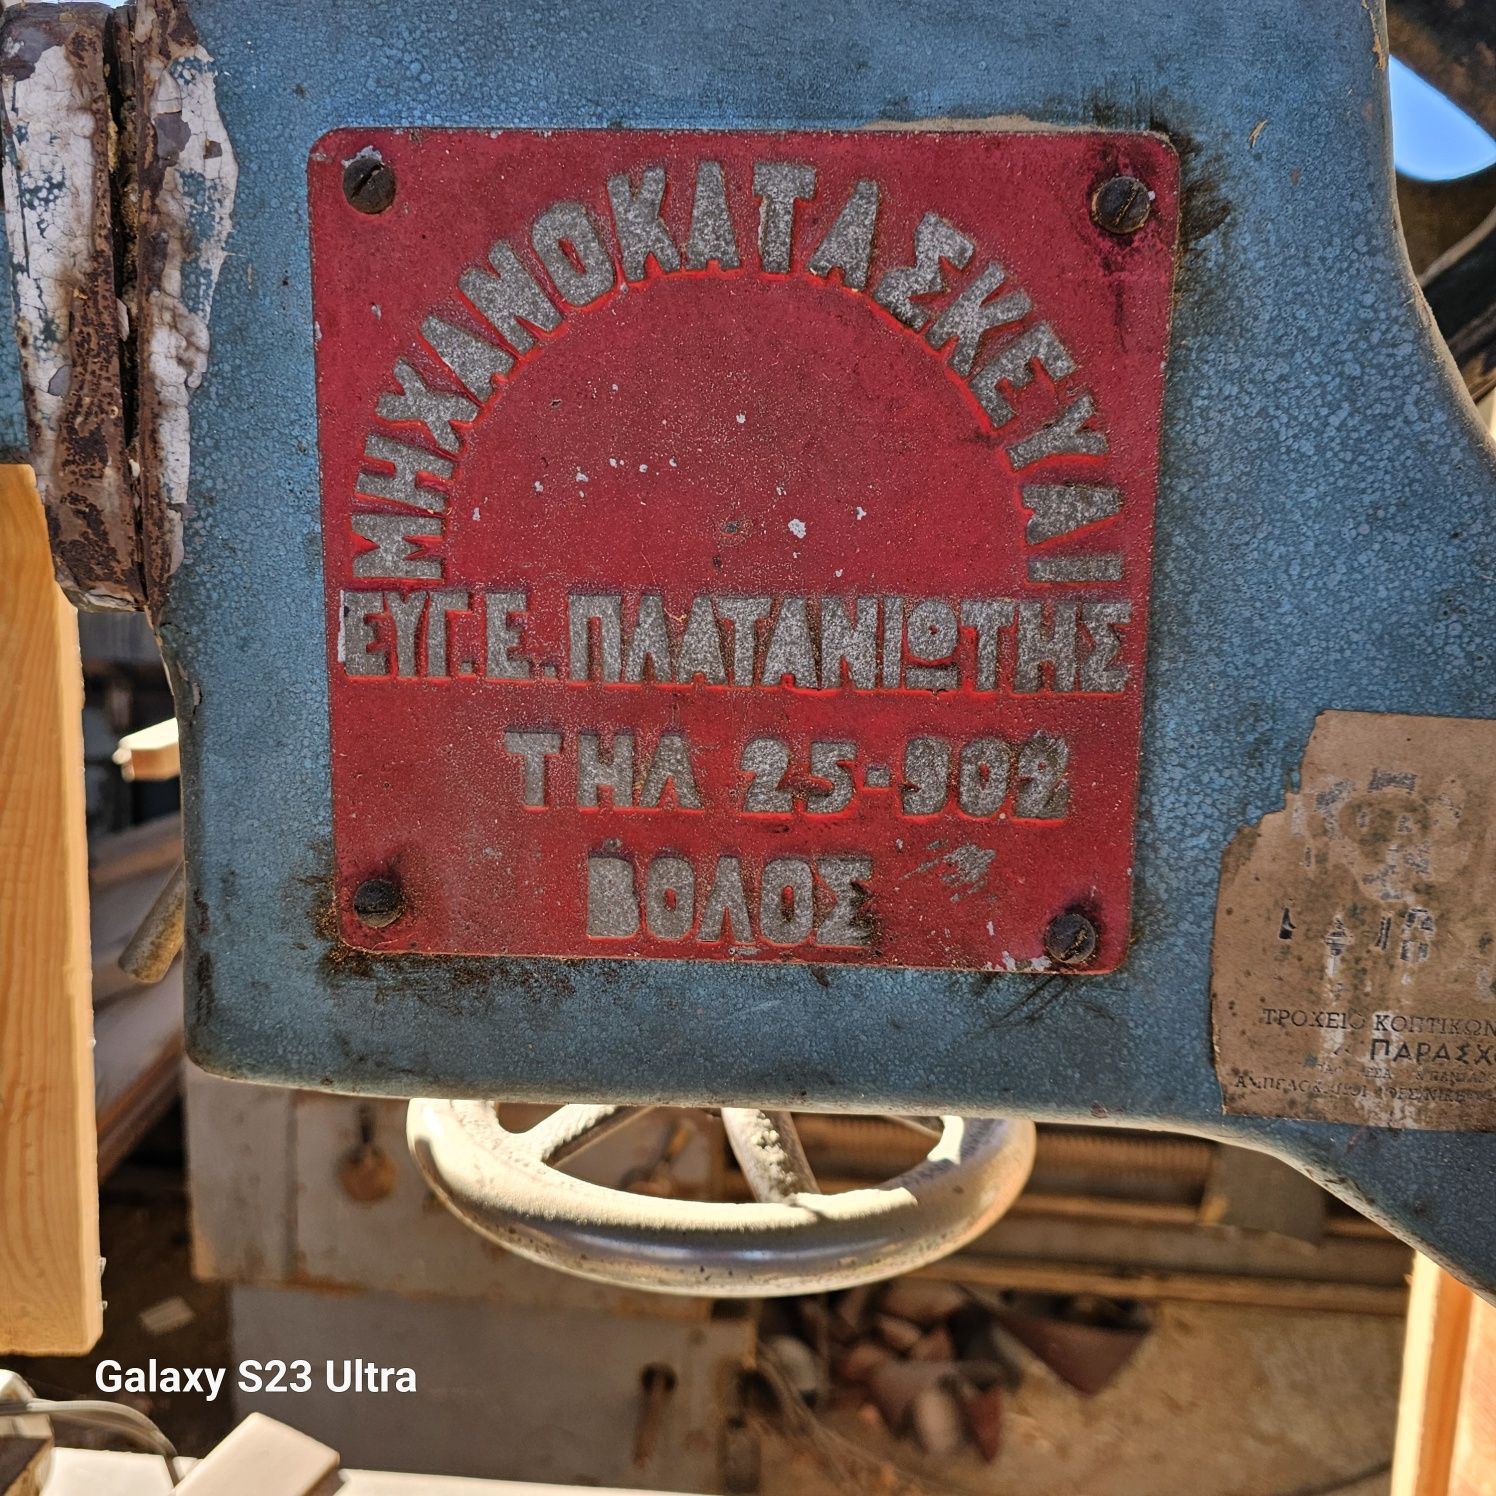 ΜΗΧΑΝΟΚΑΤΑΣΚΕΥΑΙ
ΕΥΓ. Ε. ΠΛΑΤΑΝΙΩΤΗΣ
ΤΗΛ 25-902
ΒΟΛΟΣ
ΤΡΟΧΕΙΟ ΚΟΠΤΙΚΩΝ
ΠΑΡΑΣΧ
Galaxy S23 Ultra